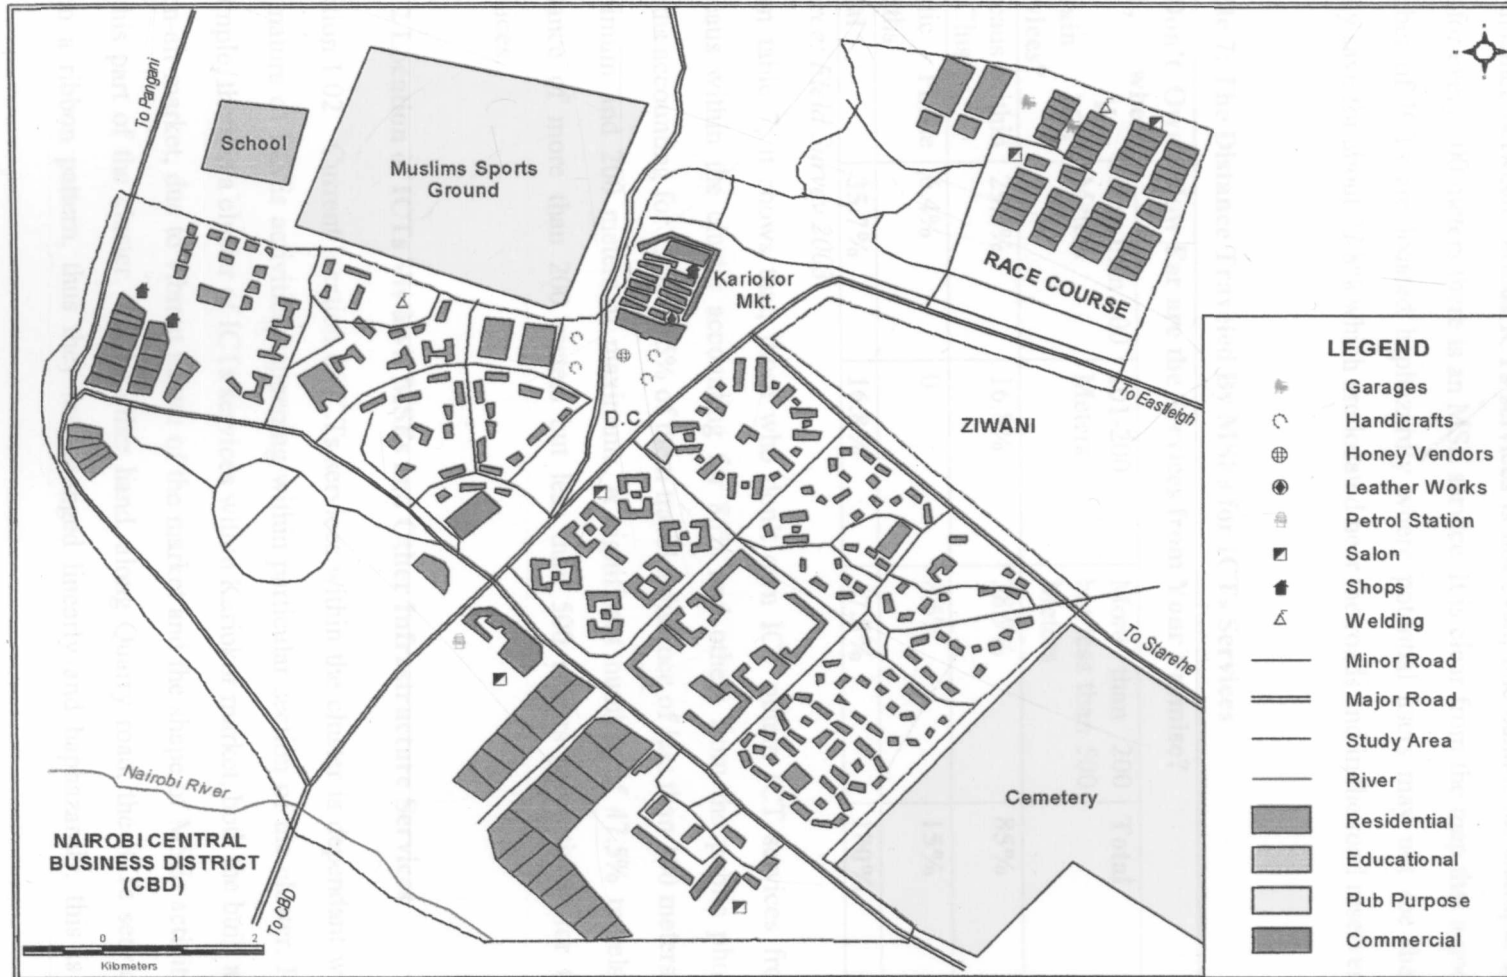 To Pangani
School
Muslims Sports
Ground
Kariokor
Mkt.
RACE COURSE
To Eastleigh
D.C
ZIWANI
To Starehe
Cemetery
Nairobi River
NAIROBI CENTRAL
BUSINESS DISTRICT
(CBD)
To CBD
0 1 2
Kilometers
LEGEND
Garages
Handicrafts
Honey Vendors
Leather Works
Petrol Station
Salon
Shops
Welding
Minor Road
Major Road
Study Area
River
Residential
Educational
Pub Purpose
Commercial